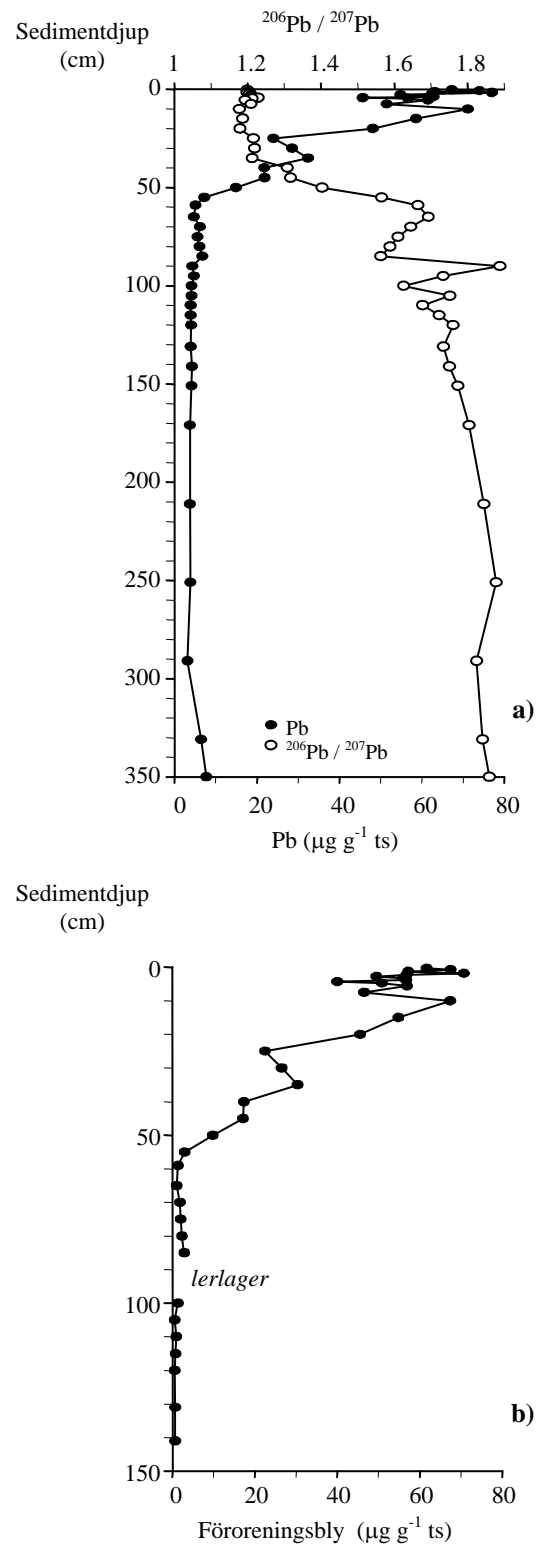 Sedimentdjup
(cm)
206Pb / 207Pb
1 1.2 1.4 1.6 1.8
0
50
100
150
200
250
300
350
a)
Pb
206Pb / 207Pb
0 20 40 60 80
Pb (µg g-1 ts)
Sedimentdjup
(cm)
0
50
lerlager
100
b)
150
0 20 40 60 80
Föroreningsbly (µg g-1 ts)